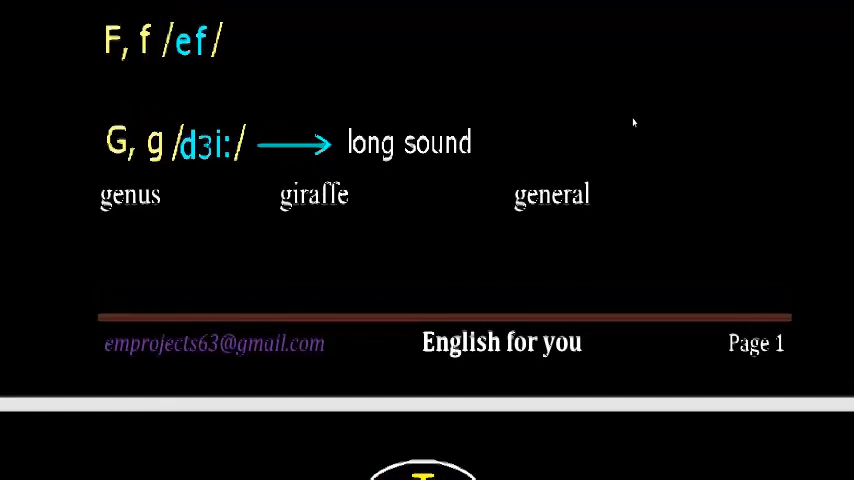 F, f /ef/
G, g /dʒi:/ ⟶ long sound
genus giraffe general
emprojects63@gmail.com English for you Page 1